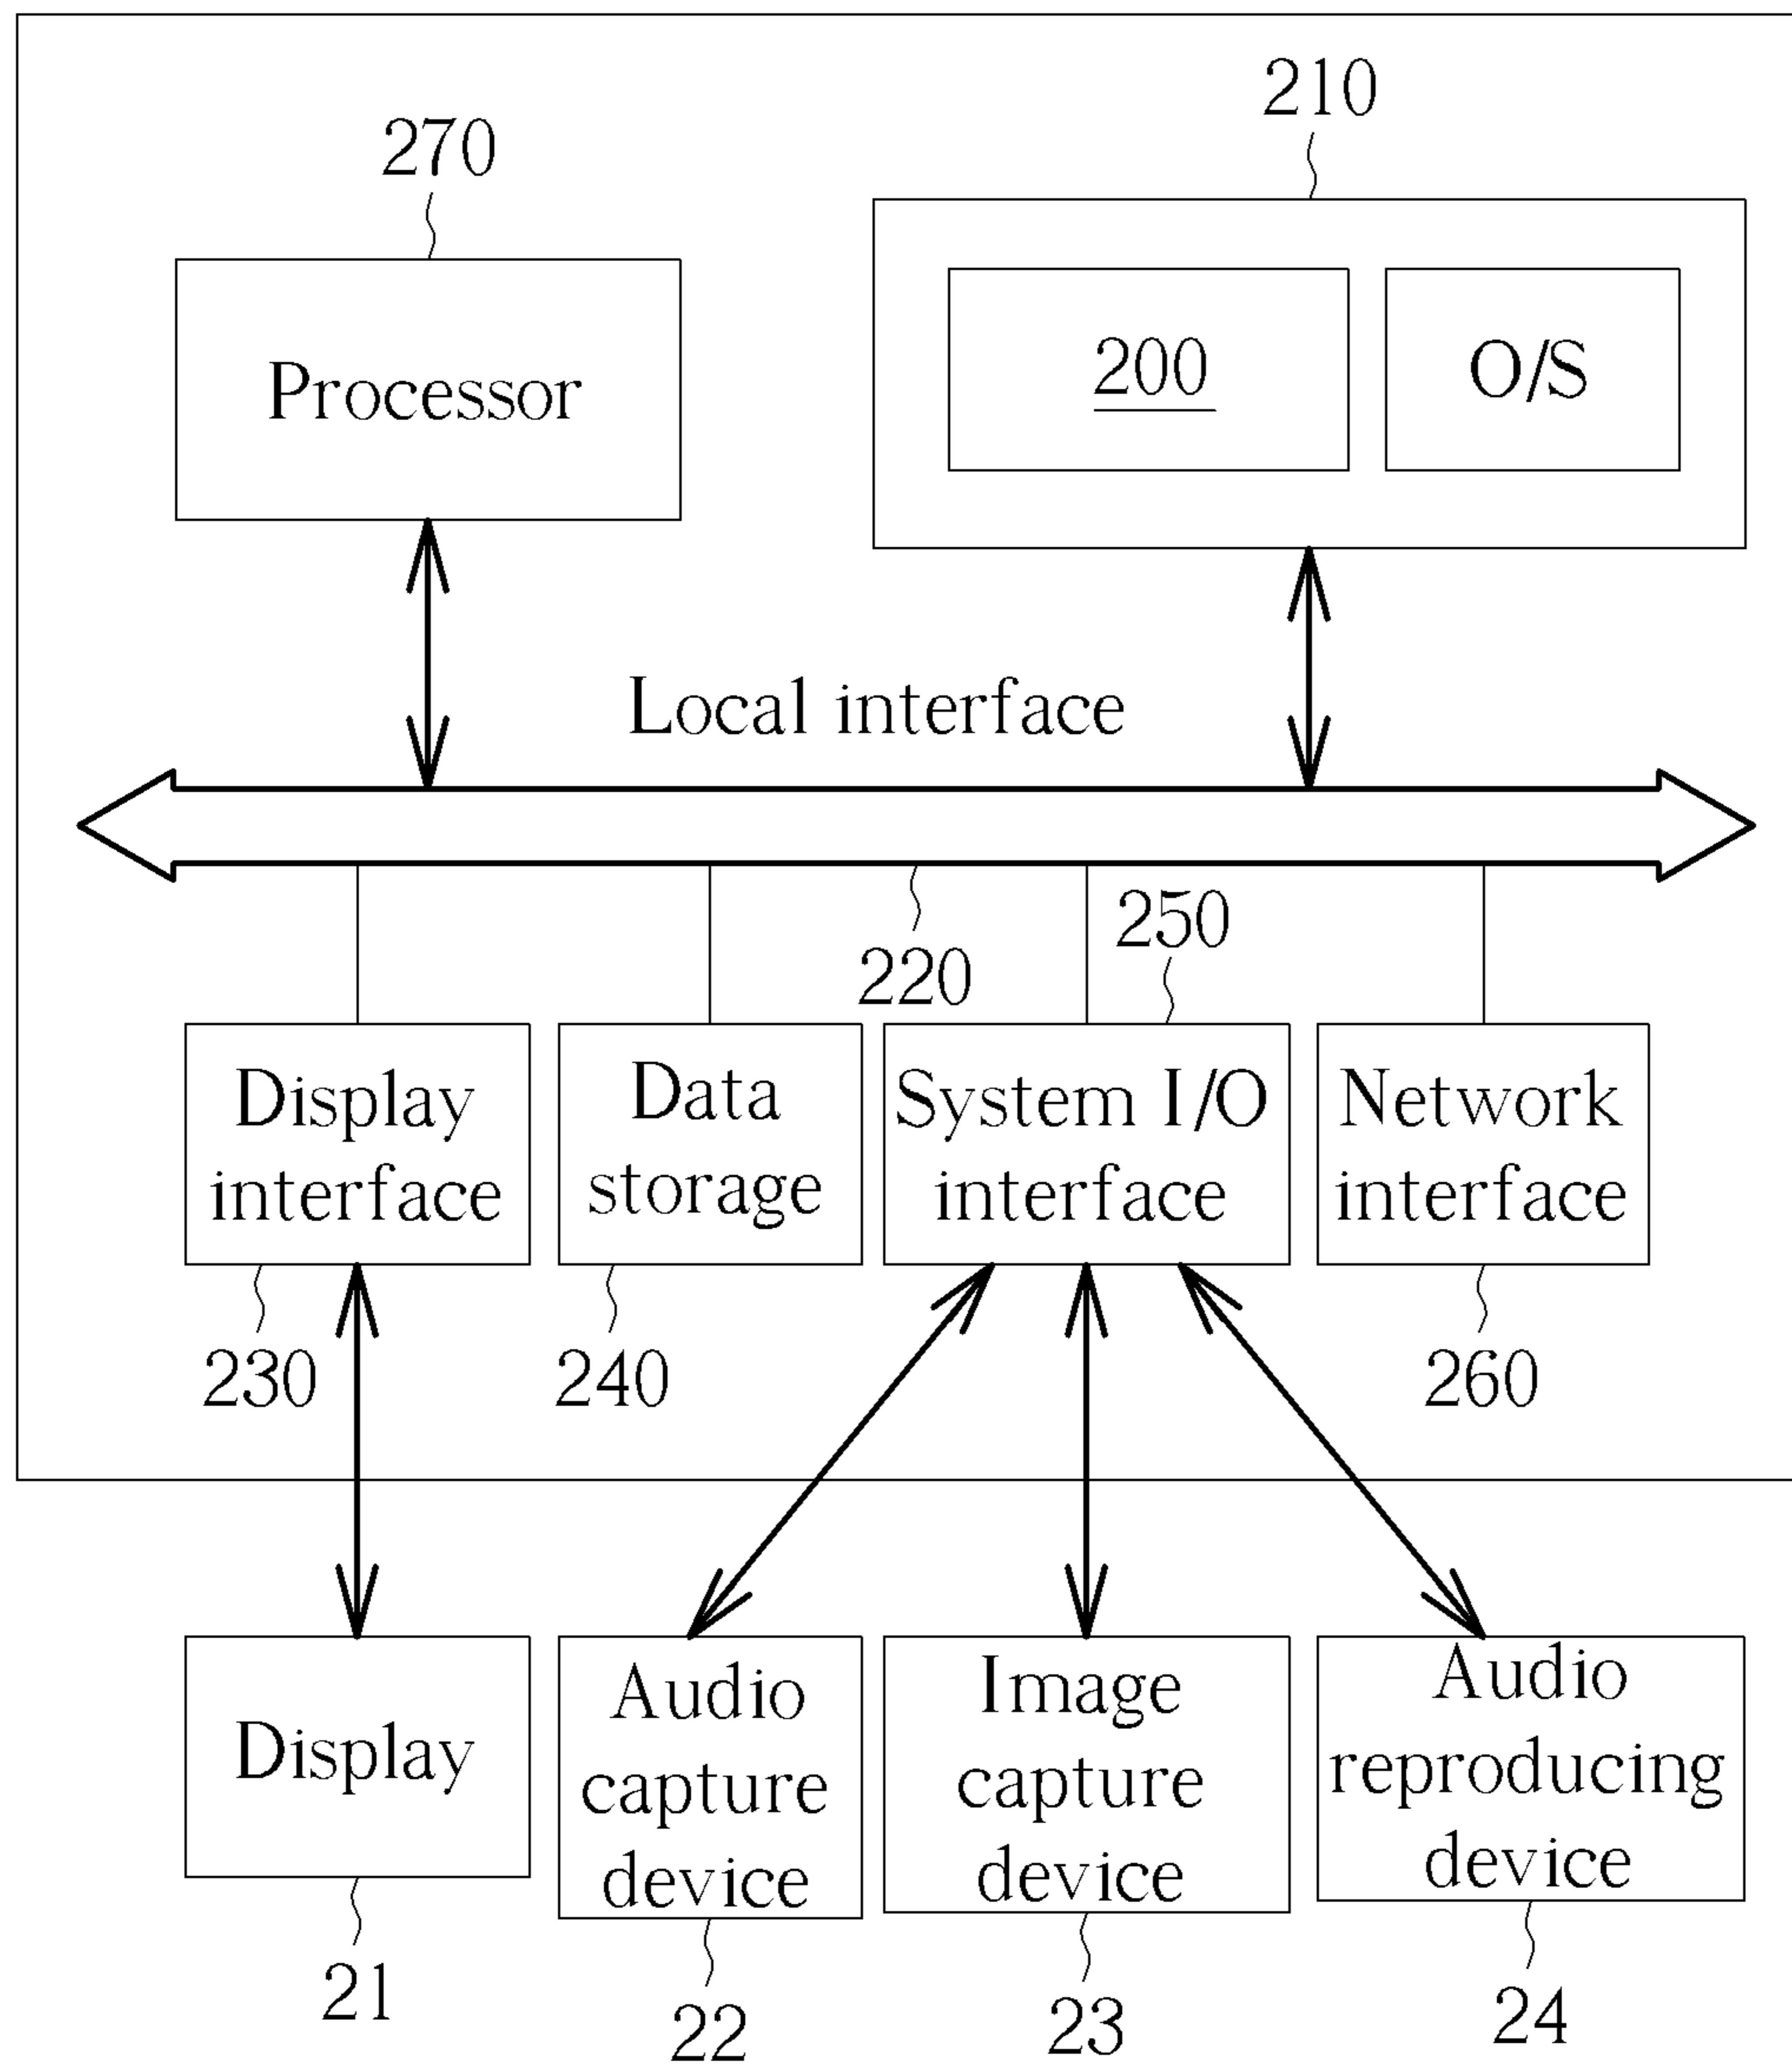 210
270
200
O/S
Processor
Local interface
250
220
Display
interface
Data
storage
System I/O
interface
Network
interface
230
240
260
Display
Audio
capture
device
Image
capture
device
Audio
reproducing
device
21
22
23
24